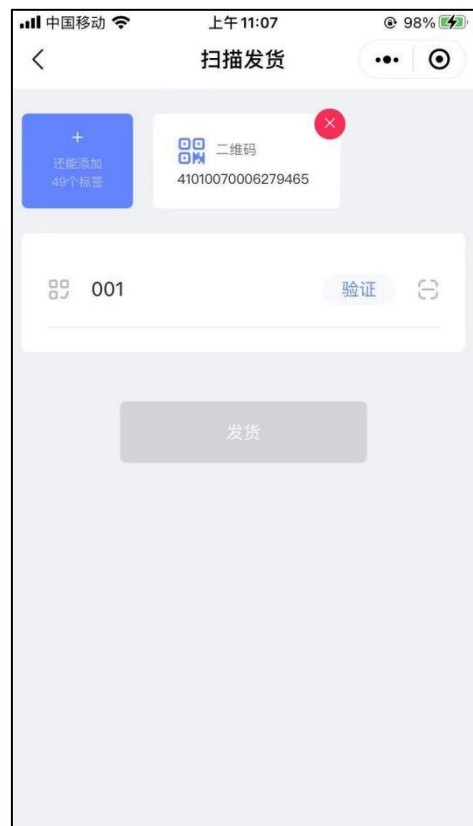 中国移动 上午11:07 98%
扫描发货
+
还能添加
49个标签
二维码
41010070006279465
001 验证
发货